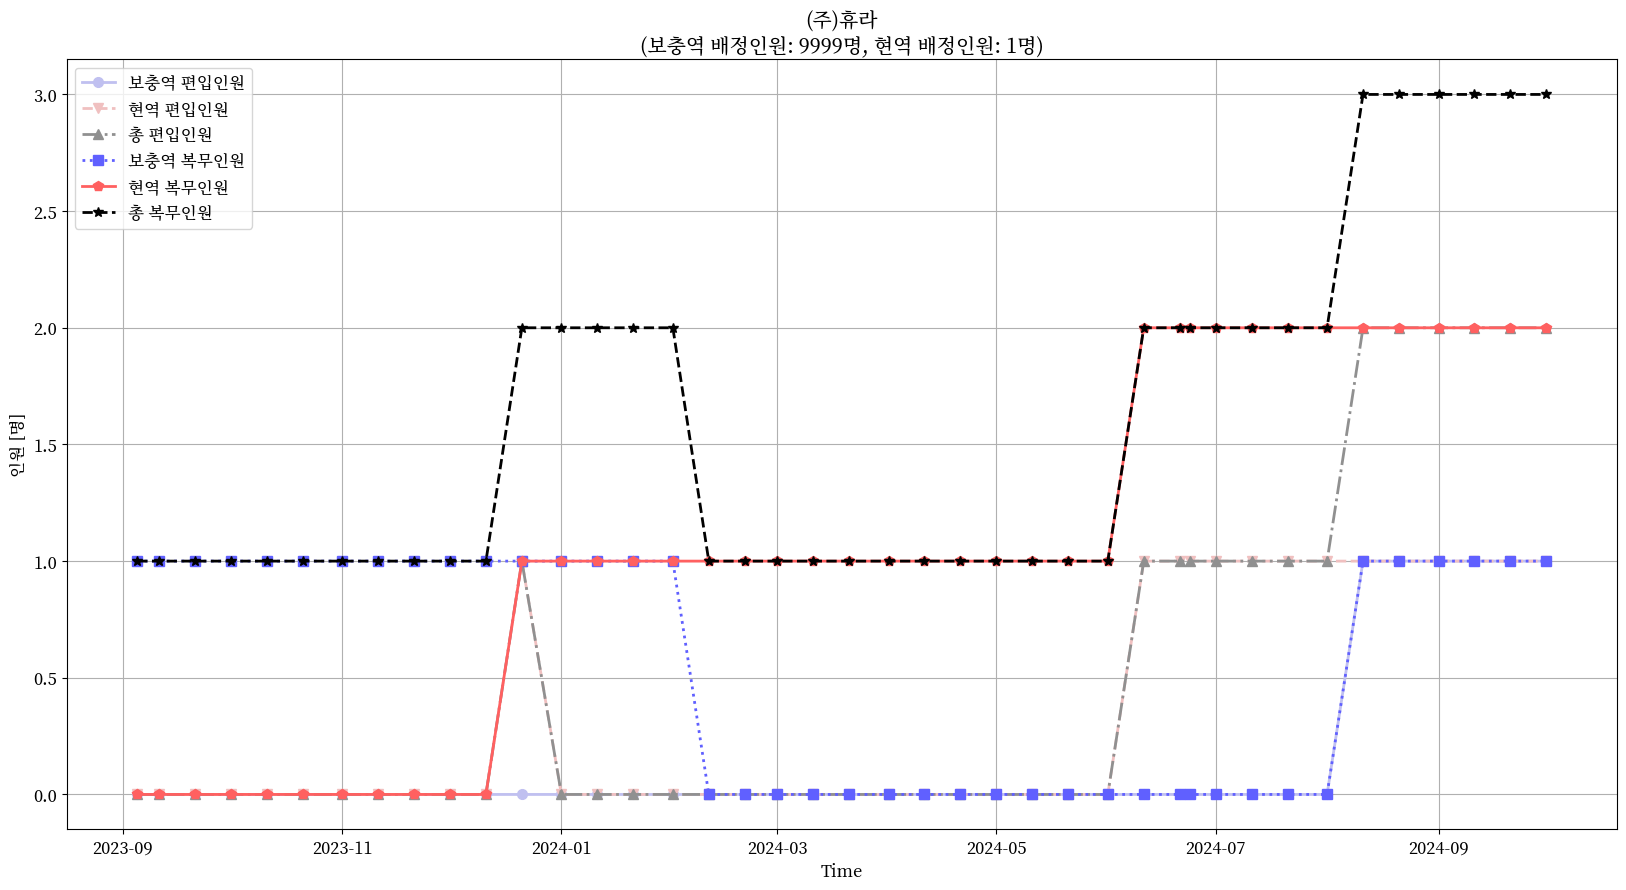 (주)휴라
(보충역 배정인원: 9999명, 현역 배정인원: 1명)
보충역 편입인원
현역 편입인원
총 편입인원
보충역 복무인원
현역 복무인원
총 복무인원
3.0
2.5
2.0
1.5
1.0
0.5
0.0
인원 [명]
2023-09
2023-11
2024-01
2024-03
2024-05
2024-07
2024-09
Time